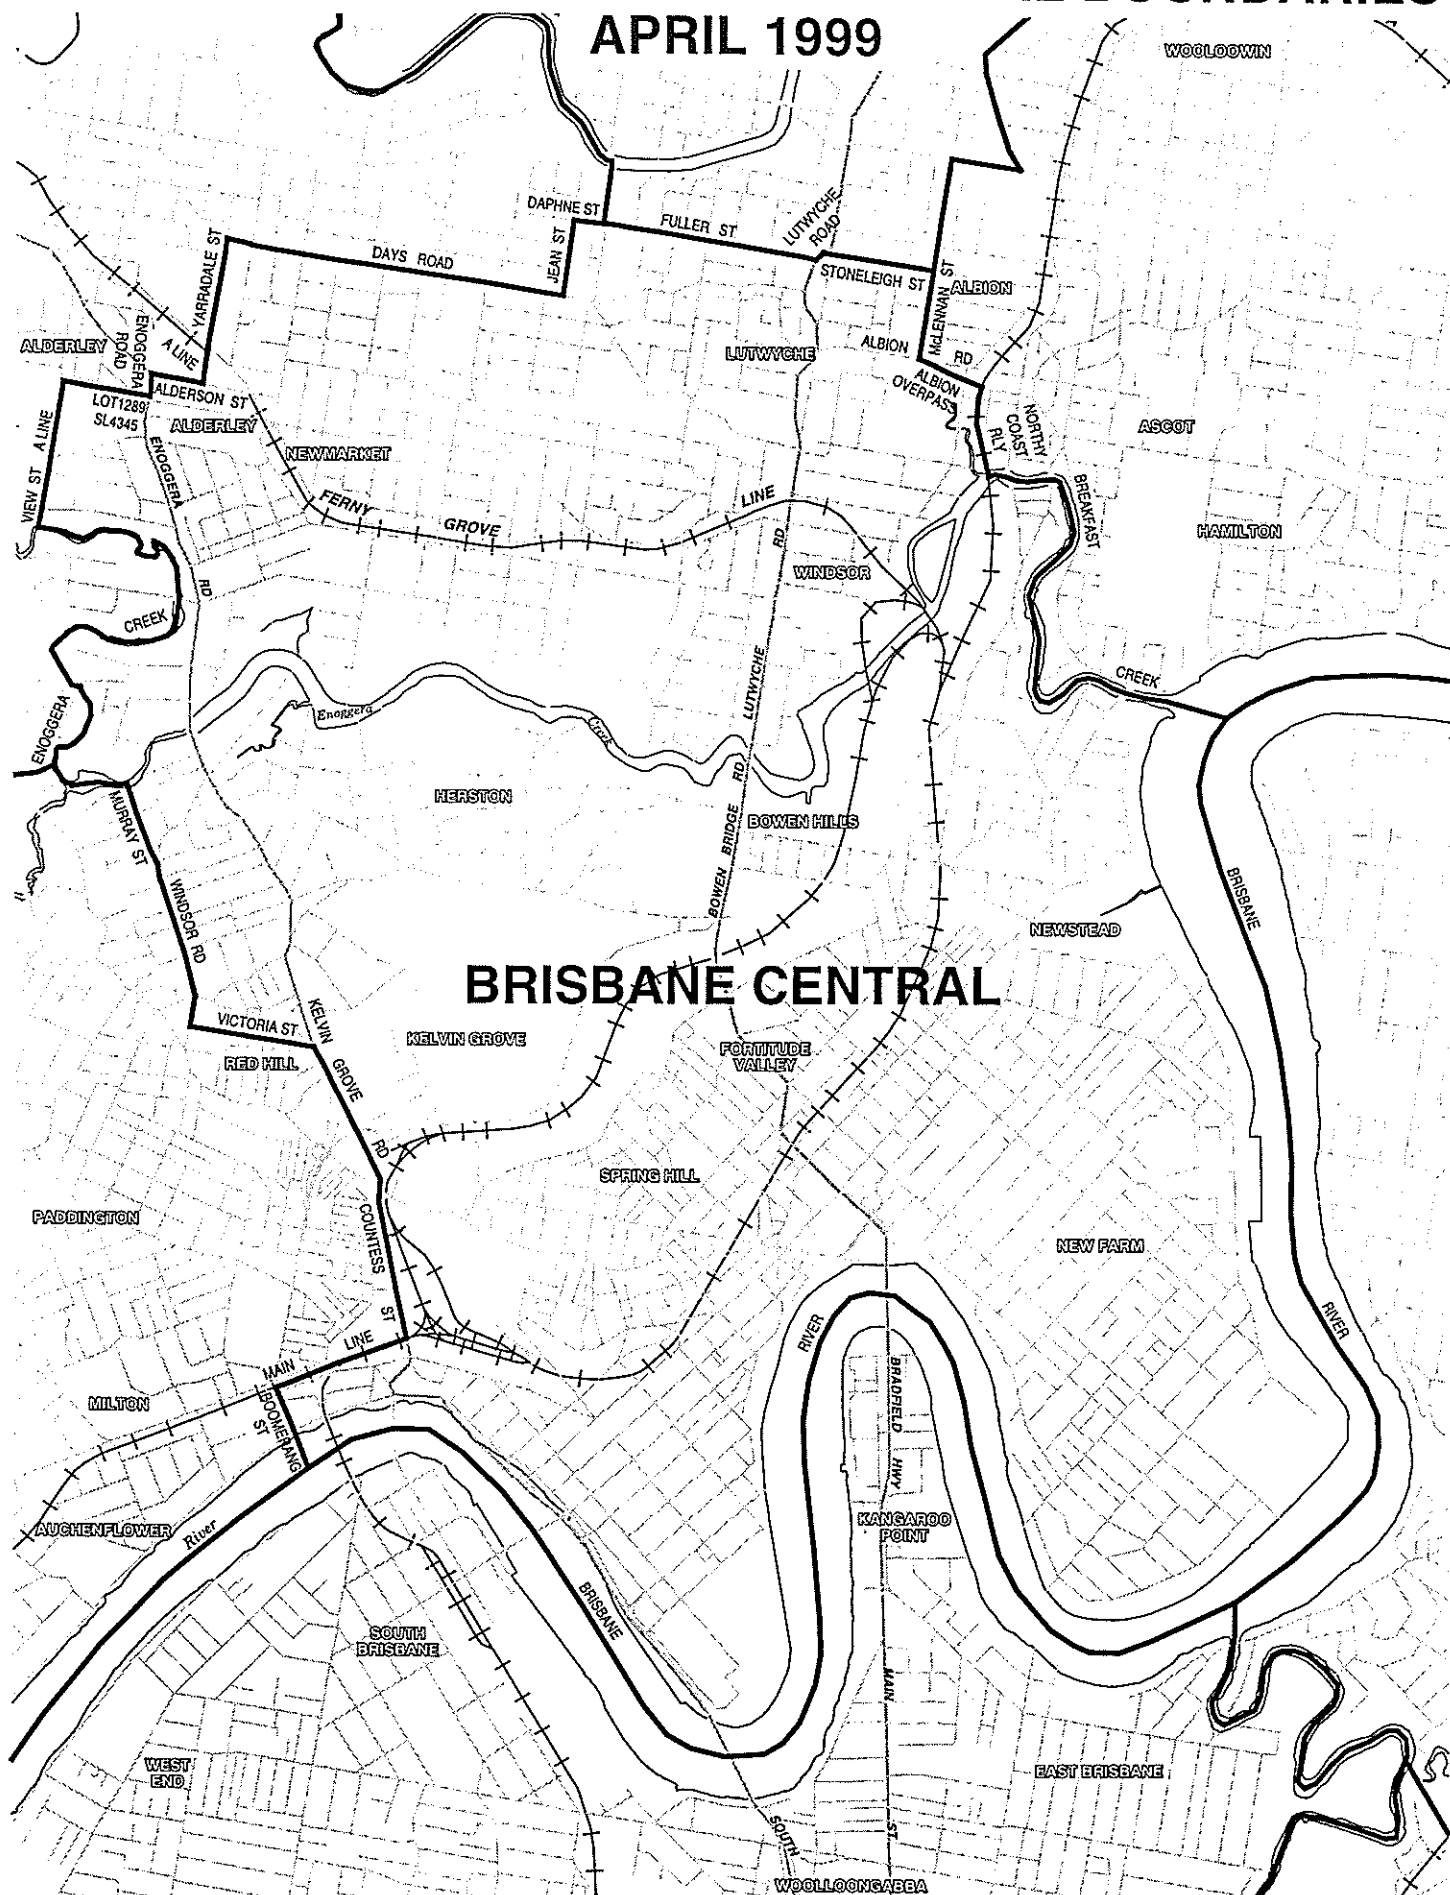 BOUNDARIES
APRIL 1999
WOOLOOWIN
DAPHNE ST
FULLER ST
LUTWYCHE
ROAD
YARRADALE ST
DAYS ROAD
JEAN ST
STONELEIGH ST
McLENNAN ST
ALBION
ALDERLEY
ENOGGERA
ROAD
A LINE
LUTWYCHE
ALBION
RD
ALBION
OVERPASS
ALDERSON ST
LOT1289
SL4345
ALDERLEY
VIEW ST
A LINE
ENOGGERA
RD
NEWMARKET
NORTHY
COAST
RLY
ASCOT
BREAKFAST
HAMILTON
FERNY
GROVE
LINE
RD
WINDSOR
CREEK
LUTWYCHE
CREEK
ENOGGERA
Enoggera
Creek
RD
HERSTON
BOWEN HILLS
MURRAY ST
BOWEN BRIDGE
WINDSOR RD
BRISBANE
NEWSTEAD
BRISBANE CENTRAL
VICTORIA ST
KELVIN
GROVE
RD
KELVIN GROVE
RED HILL
FORTITUDE
VALLEY
SPRING HILL
PADDINGTON
COUNTESS
ST
NEW FARM
RIVER
RIVER
MAIN
LINE
MILTON
BOOMERANG
ST
BRADFIELD
HWY
AUCHENFLOWER
River
KANGAROO
POINT
BRISBANE
SOUTH
BRISBANE
MAIN
ST
WEST
END
EAST BRISBANE
SOUTH
WOOLLOONGABBA